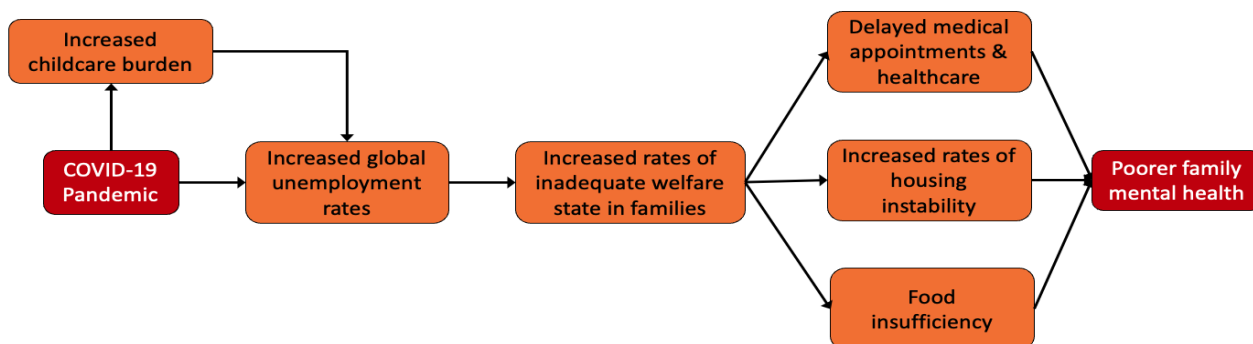 Increased
childcare burden
COVID-19
Pandemic
Increased global
unemployment
rates
Increased rates of
inadequate welfare
state in families
Delayed medical
appointments &
healthcare
Increased rates of
housing
instability
Food
insufficiency
Poorer family
mental health